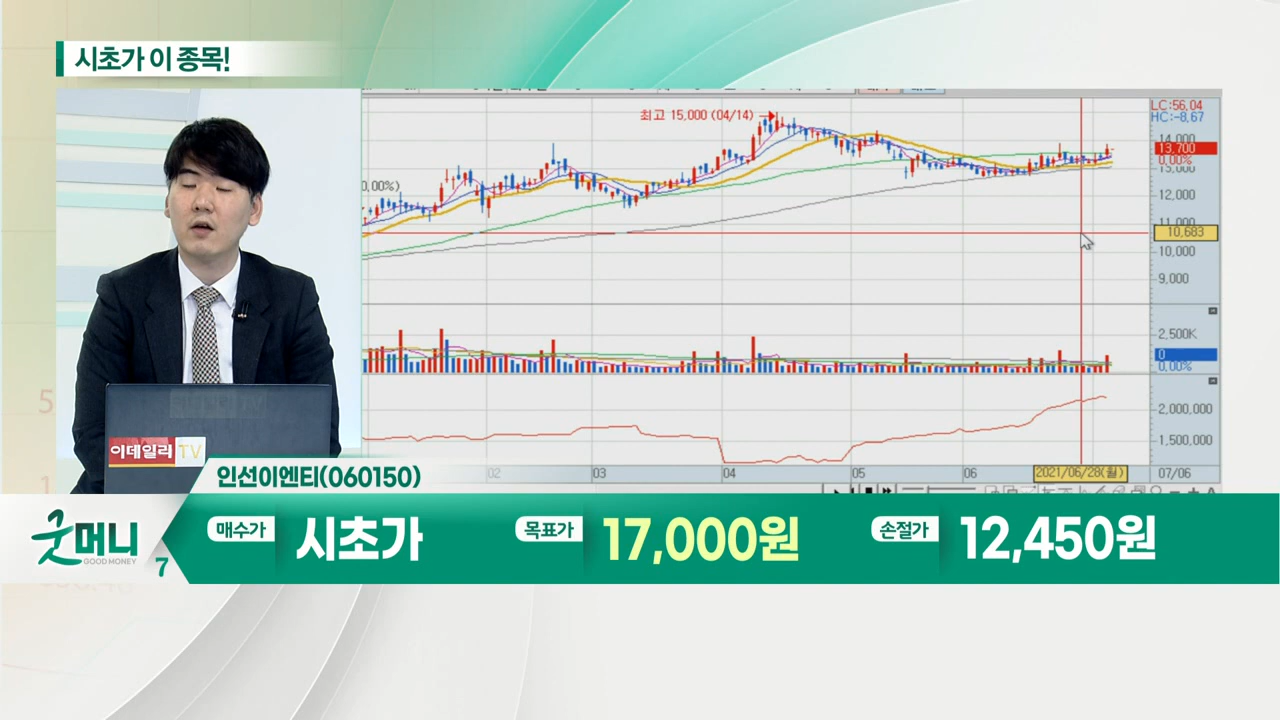 시초가 이 종목!
최고 15,000 (04/14)
LC:56.04
HC:-8.67
14,000
13,700
0.00%
13,000
0,00%)
12,000
11,000
10,683
10,000
9,000
2,500K
0
0.00%
2,000,000
1,500,000
02
03
04
05
06
2021/06/28(월)
07/06
이데일리 TV
인선이엔티(060150)
굿머니
GOOD MONEY
7
매수가
시초가
목표가
17,000원
손절가
12,450원